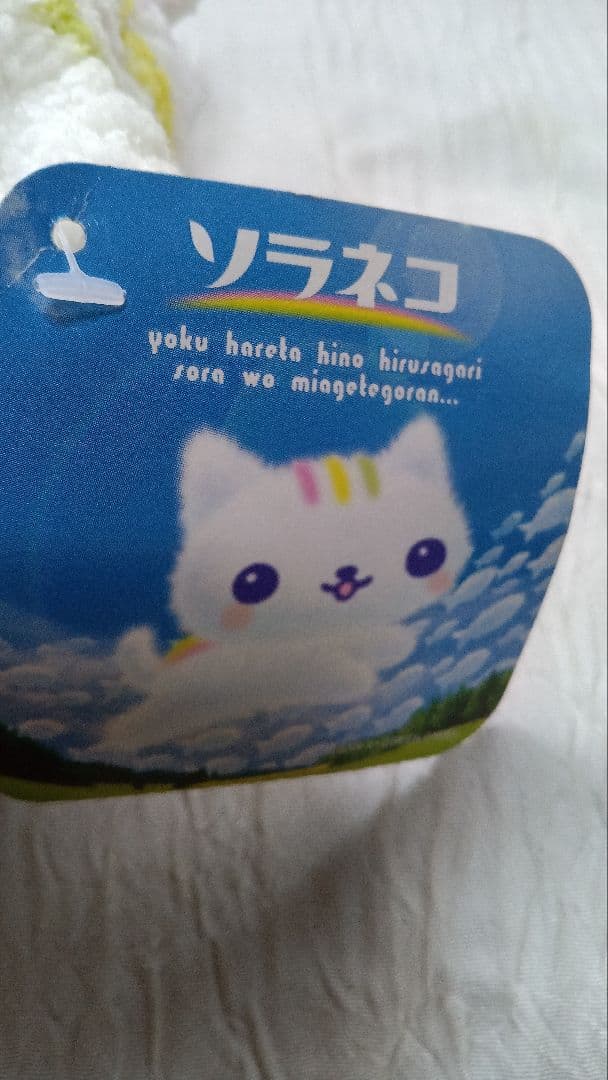 ソラネコ
yoku hareta hino hirusagari
sora wo miagetegoran...